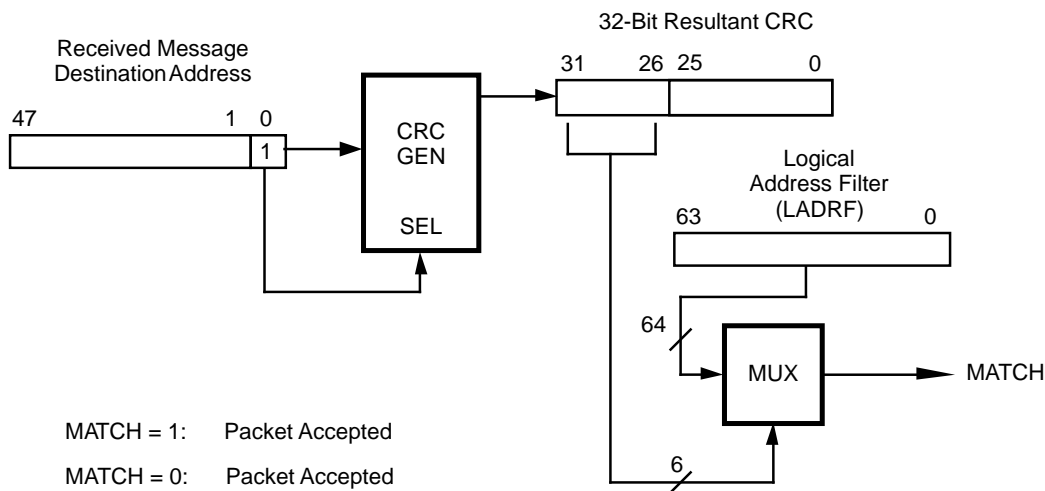 32-Bit Resultant CRC
Received Message
Destination Address
31 26 25 0
47 1 0
1
CRC
GEN
SEL
Logical
Address Filter
(LADRF)
63 0
64
MUX
MATCH
6
MATCH = 1: Packet Accepted
MATCH = 0: Packet Accepted